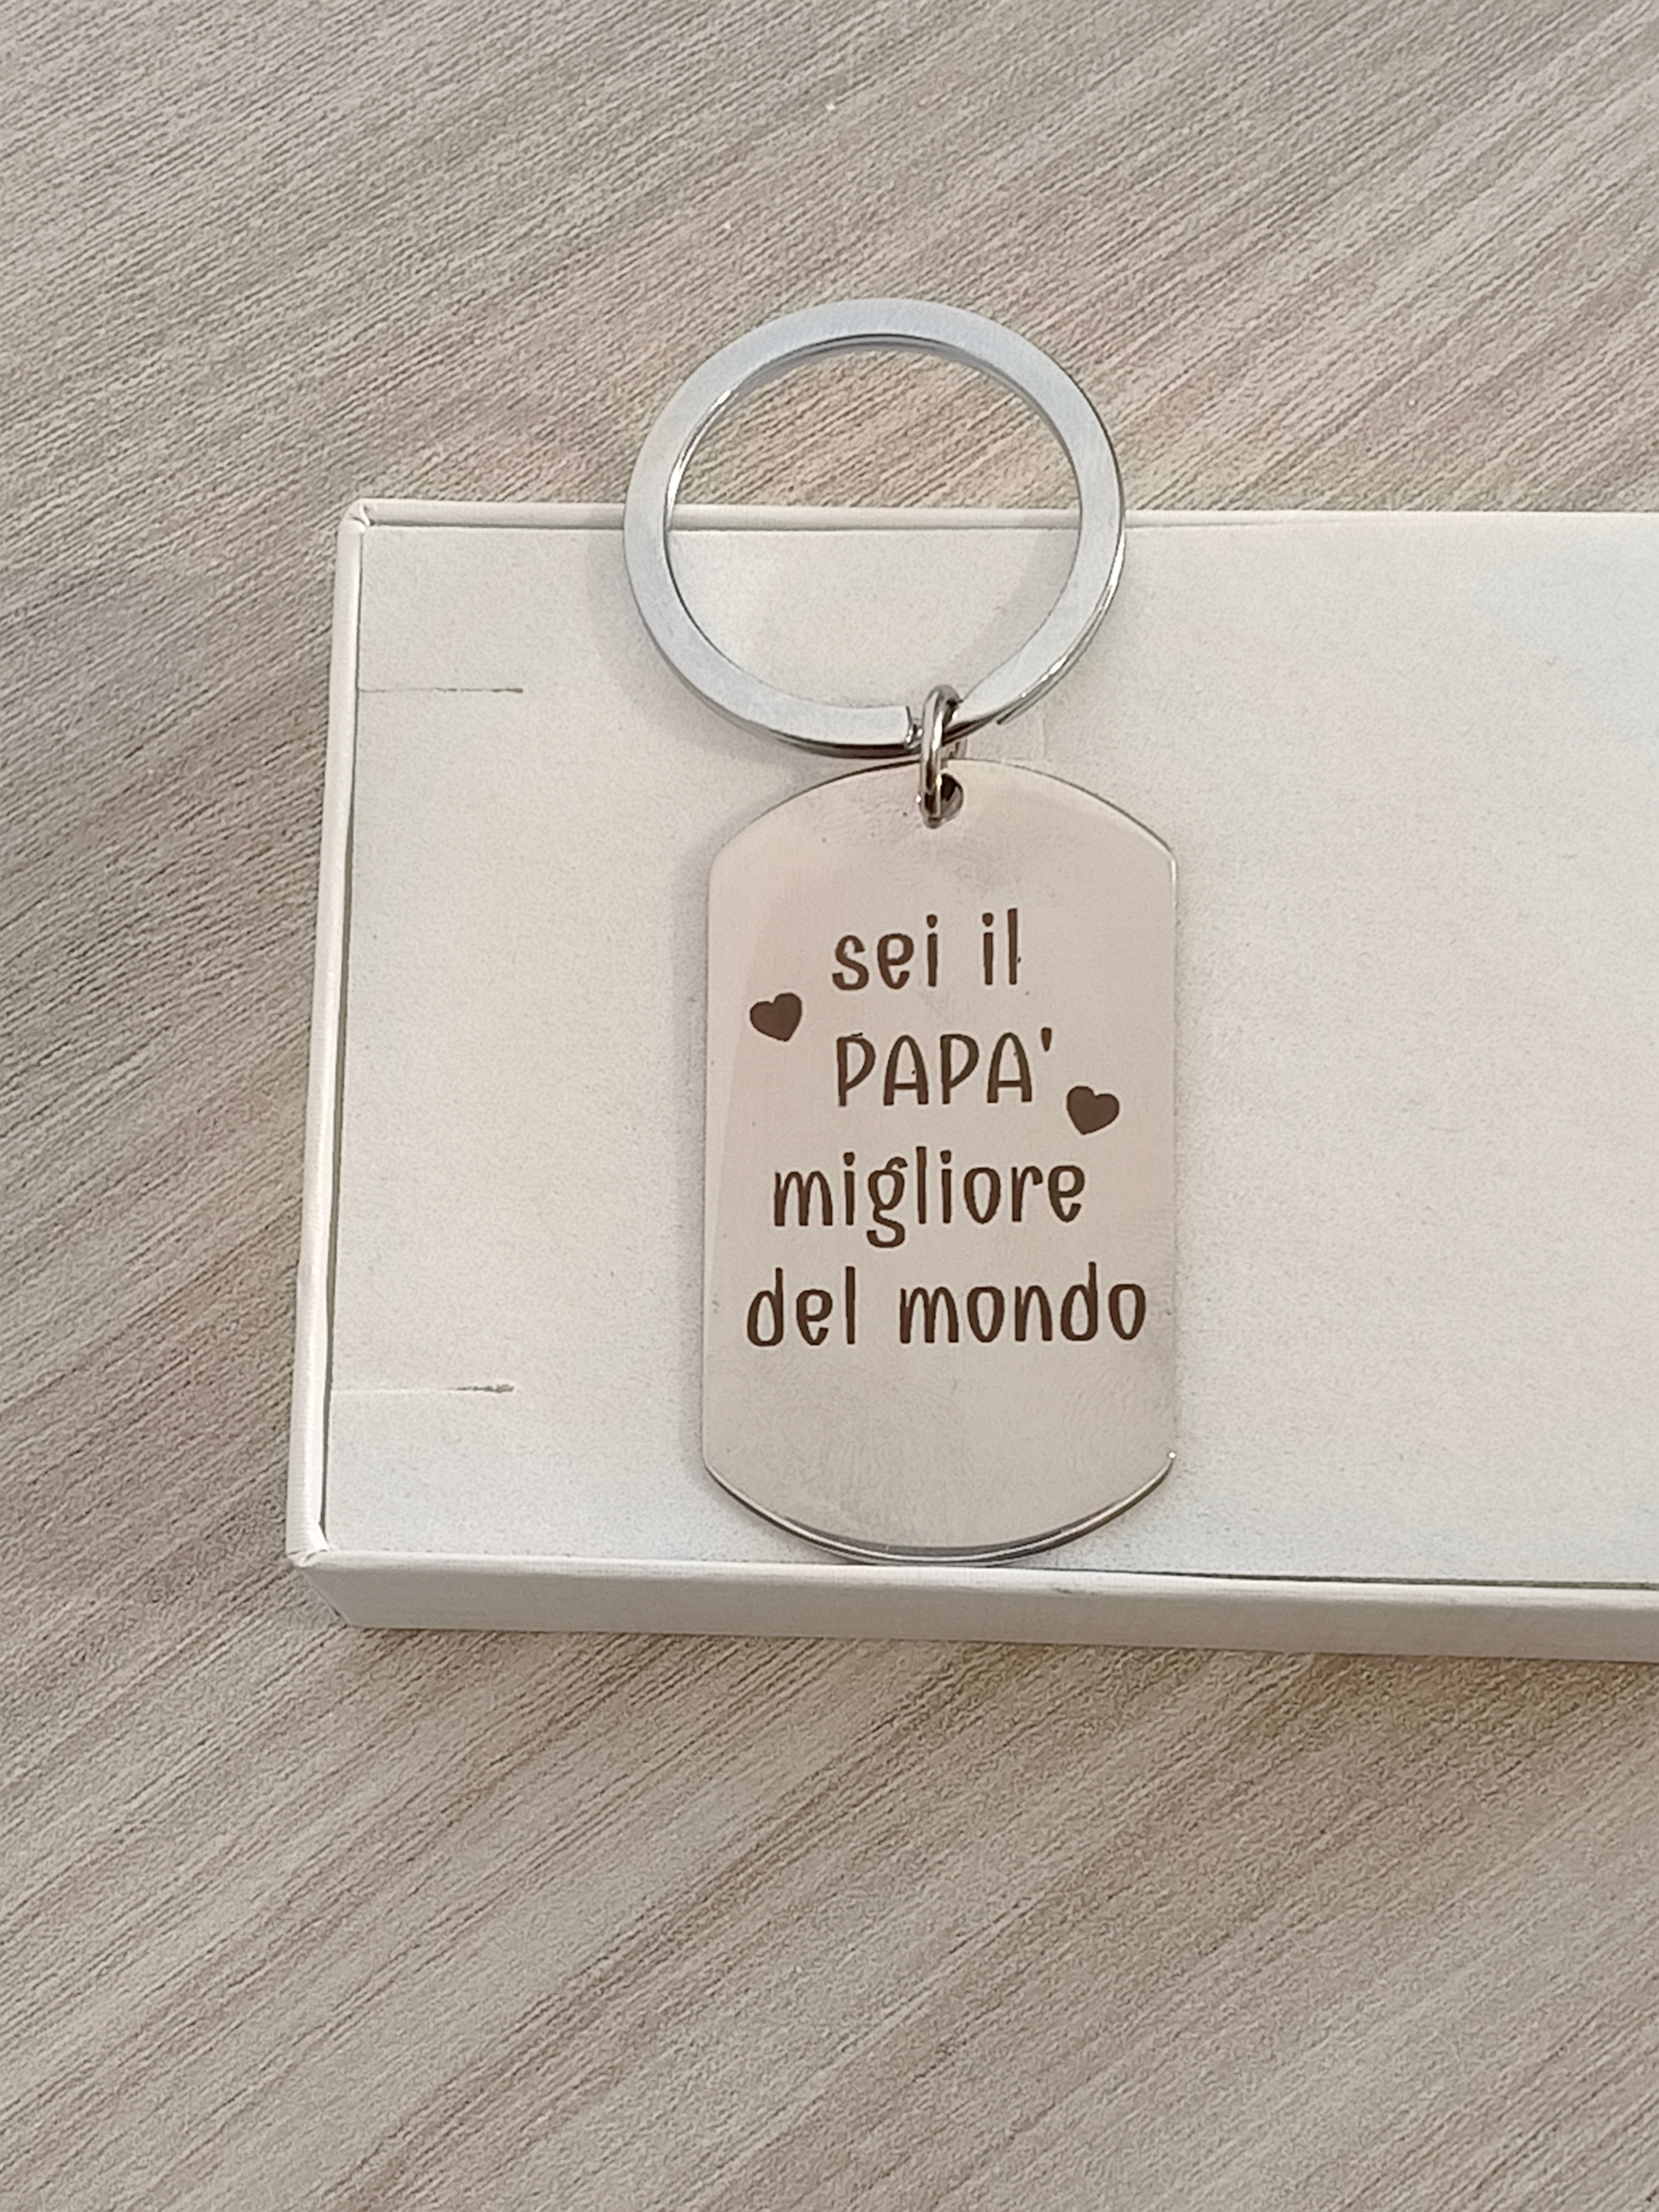 sei il
PAPA'
migliore
del mondo